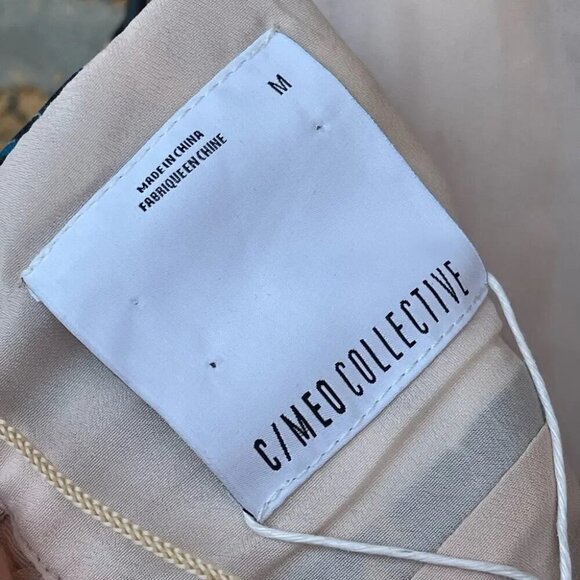 M
MADE IN CHINA
FABRIQUE EN CHINE
C/MEO COLLECTIVE